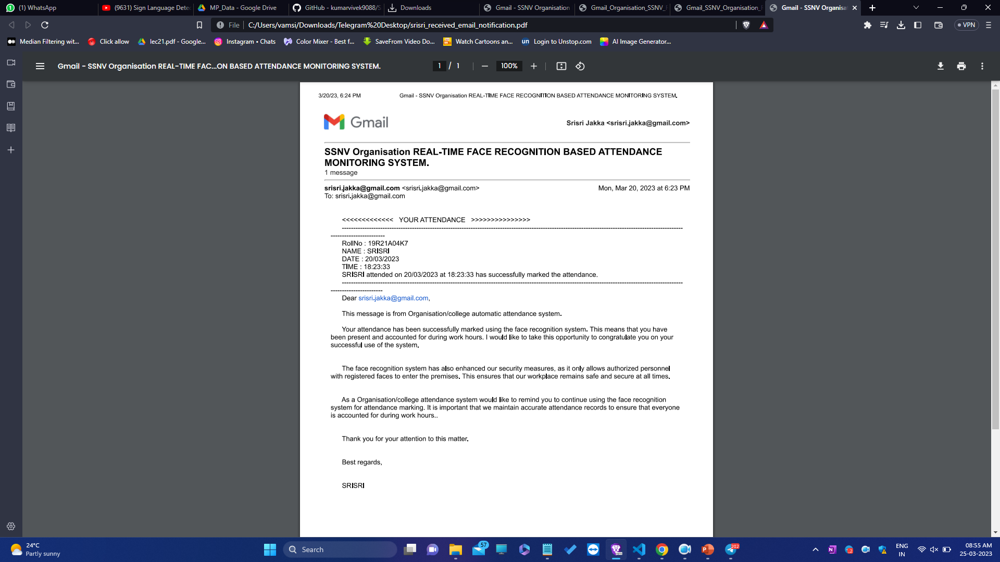 (1) WhatsApp
(9631) Sign Language Dete
MP_Data - Google Drive
GitHub - kumarvivek9088/S
Downloads
Gmail - SSNV Organisation
Gmail_Organisation_SSNV_F
Gmail_SSNV_Organisation_
Gmail - SSNV Organisa
File
C:/Users/vamsi/Downloads/Telegram%20Desktop/srisri_received_email_notification.pdf
VPN
Median Filtering wit...
Click allow
lec21.pdf - Google...
Instagram • Chats
Color Mixer - Best f...
SaveFrom Video Do...
Watch Cartoons an...
un Login to Unstop.com
AI Image Generator...
Gmail - SSNV Organisation REAL-TIME FAC...ON BASED ATTENDANCE MONITORING SYSTEM.
1 / 1
100%
3/20/23, 6:24 PM
Gmail - SSNV Organisation REAL-TIME FACE RECOGNITION BASED ATTENDANCE MONITORING SYSTEM.
Gmail
Srisri Jakka <srisri.jakka@gmail.com>
SSNV Organisation REAL-TIME FACE RECOGNITION BASED ATTENDANCE
MONITORING SYSTEM.
1 message
srisri.jakka@gmail.com <srisri.jakka@gmail.com>
Mon, Mar 20, 2023 at 6:23 PM
To: srisri.jakka@gmail.com
<<<<<<<<<<<<< YOUR ATTENDANCE >>>>>>>>>>>>>>>
RollNo : 19R21A04K7
NAME : SRISRI
DATE : 20/03/2023
TIME : 18:23:33
SRISRI attended on 20/03/2023 at 18:23:33 has successfully marked the attendance.
Dear srisri.jakka@gmail.com,
This message is from Organisation/college automatic attendance system.
Your attendance has been successfully marked using the face recognition system. This means that you have
been present and accounted for during work hours. I would like to take this opportunity to congratulate you on your
successful use of the system.
The face recognition system has also enhanced our security measures, as it only allows authorized personnel
with registered faces to enter the premises. This ensures that our workplace remains safe and secure at all times.
As a Organisation/college attendance system would like to remind you to continue using the face recognition
system for attendance marking. It is important that we maintain accurate attendance records to ensure that everyone
is accounted for during work hours..
Thank you for your attention to this matter.
Best regards,
SRISRI
24°C
Partly sunny
Search
57
202
ENG
IN
08:55 AM
25-03-2023